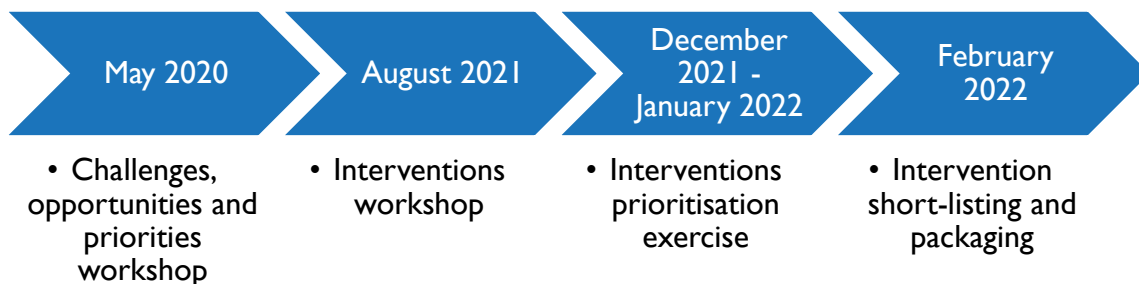 May 2020
August 2021
December
2021 -
January 2022
February
2022
• Challenges,
opportunities and
priorities
workshop
• Interventions
workshop
• Interventions
prioritisation
exercise
• Intervention
short-listing and
packaging